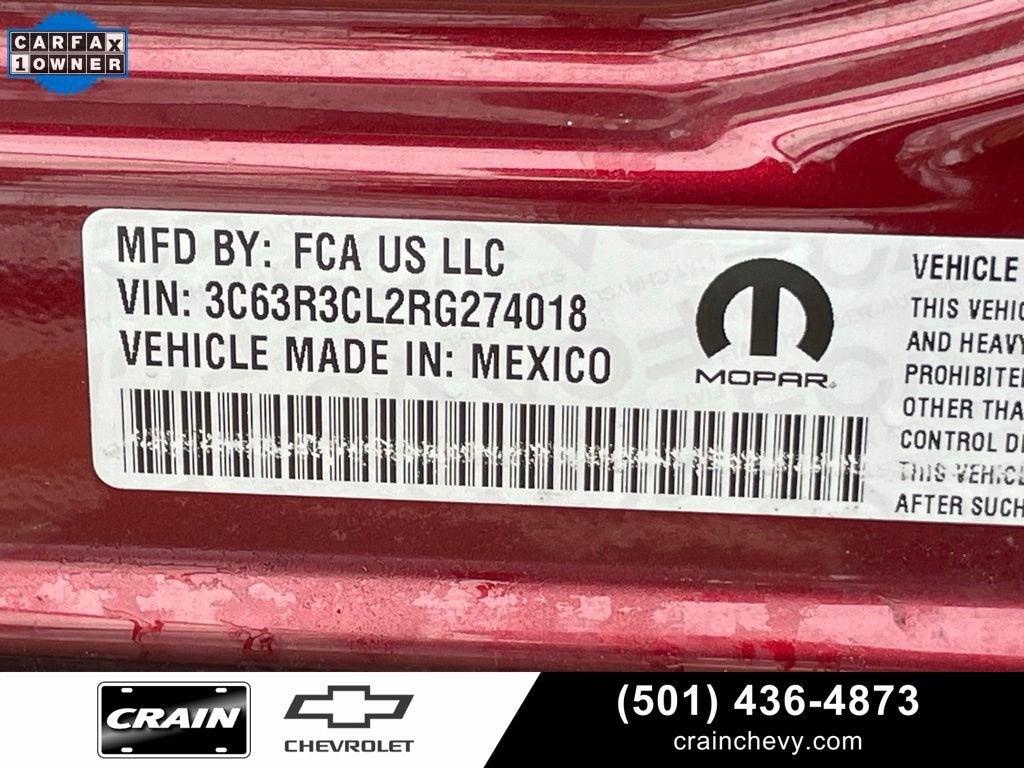 CARFAX
1 OWNER
MFD BY: FCA US LLC
VIN: 3C63R3CL2RG274018
VEHICLE MADE IN: MEXICO
MOPAR
VEHICLE
THIS VEHIC
AND HEAVY
PROHIBITE
OTHER THA
CONTROL DE
THIS VEHICL
AFTER SUCH
CRAIN
CHEVROLET
(501) 436-4873
crainchevy.com